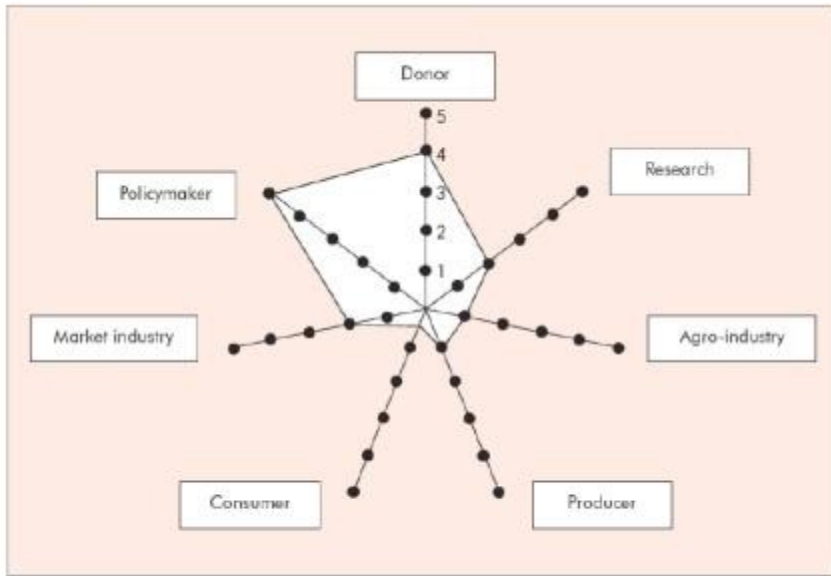 Donor
5
4
Research
Policymaker
3
2
1
Market industry
Agro-industry
Consumer
Producer